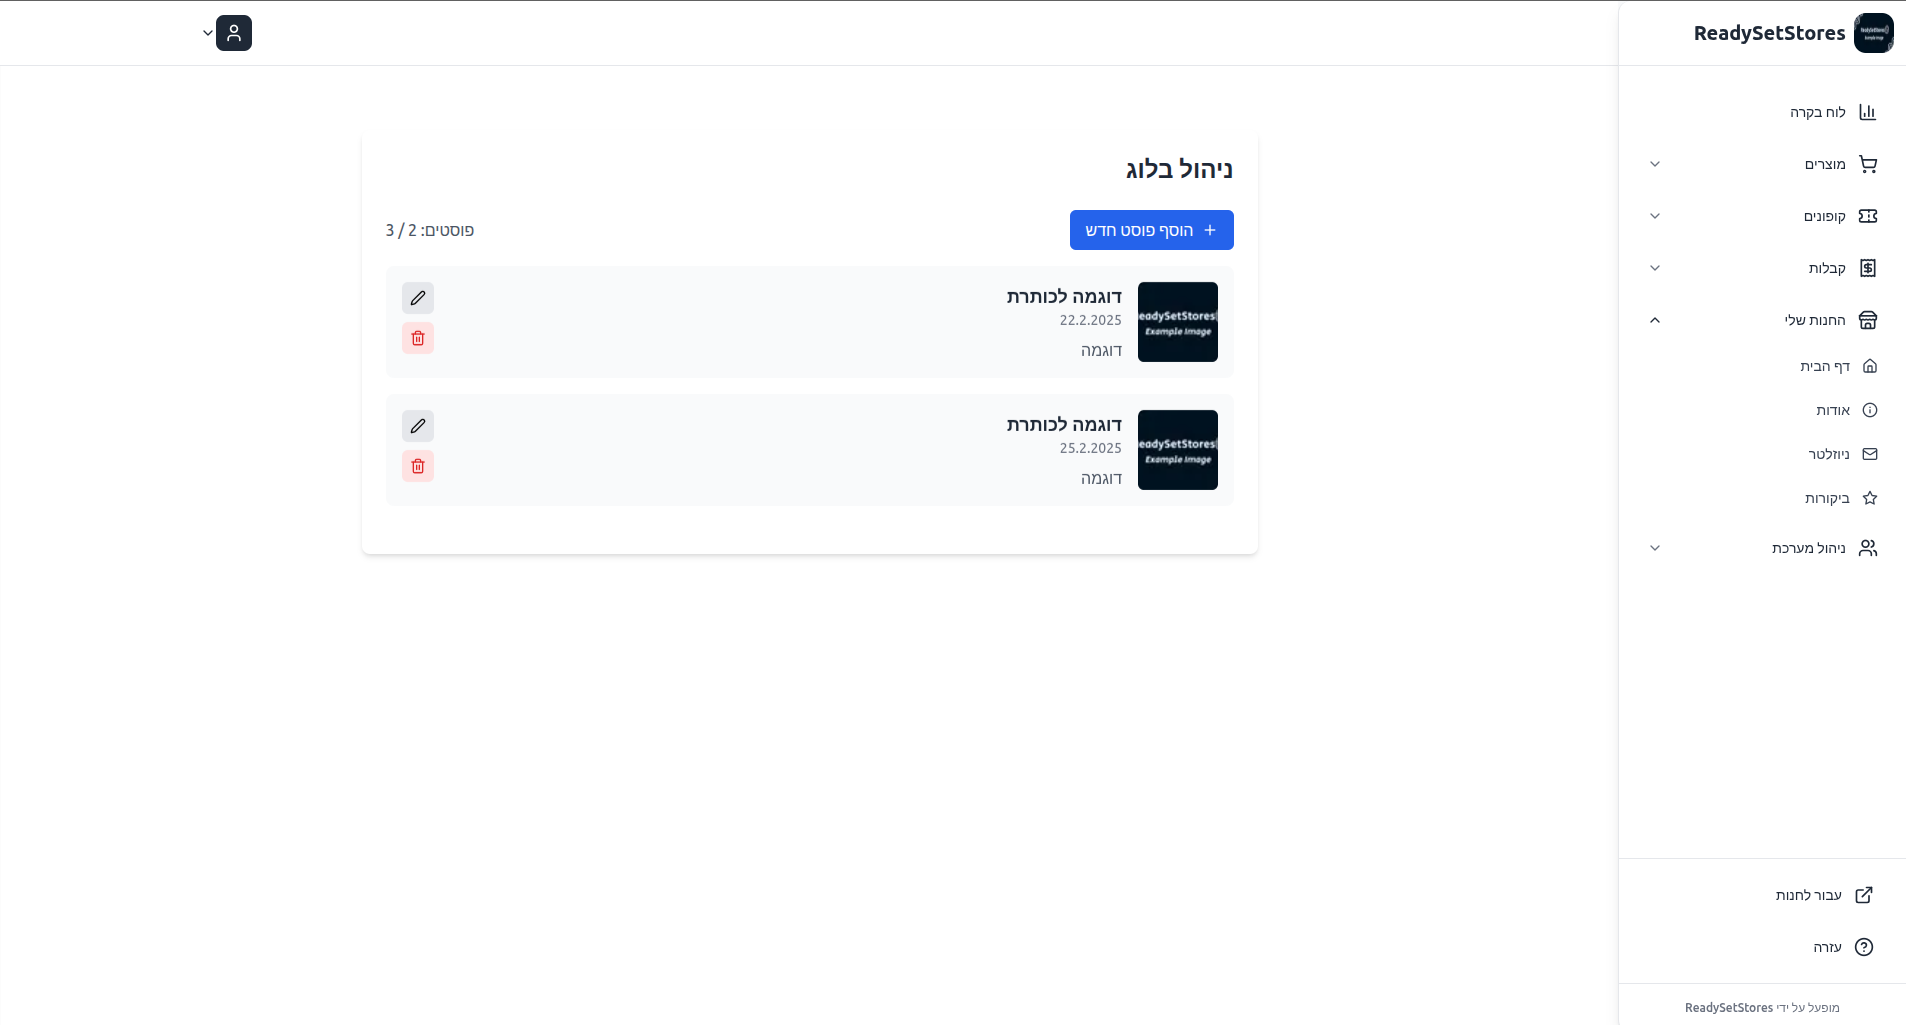 ReadySetStores
לוח בקרה
מוצרים
קופונים
קבלות
החנות שלי
דף הבית
אודות
ניוזלטר
ביקורות
ניהול מערכת
עבור לחנות
עזרה
מופעל על ידי ReadySetStores
ניהול בלוג
הוסף פוסט חדש
פוסטים: 2 / 3
eadySetStores
Example Image
דוגמה לכותרת
22.2.2025
דוגמה
eadySetStores
Example Image
דוגמה לכותרת
25.2.2025
דוגמה